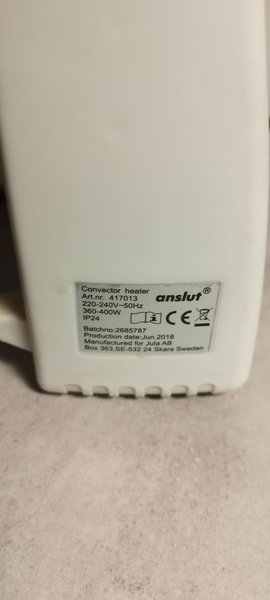 Convector heater
Art.nr. 417013
anslut®
220-240V~50Hz
360-400W
IP24
CE
Batchno:2685787
Production date:Jun.2018
Manufactured for Jula AB
Box 363,SE-532 24 Skara Sweden